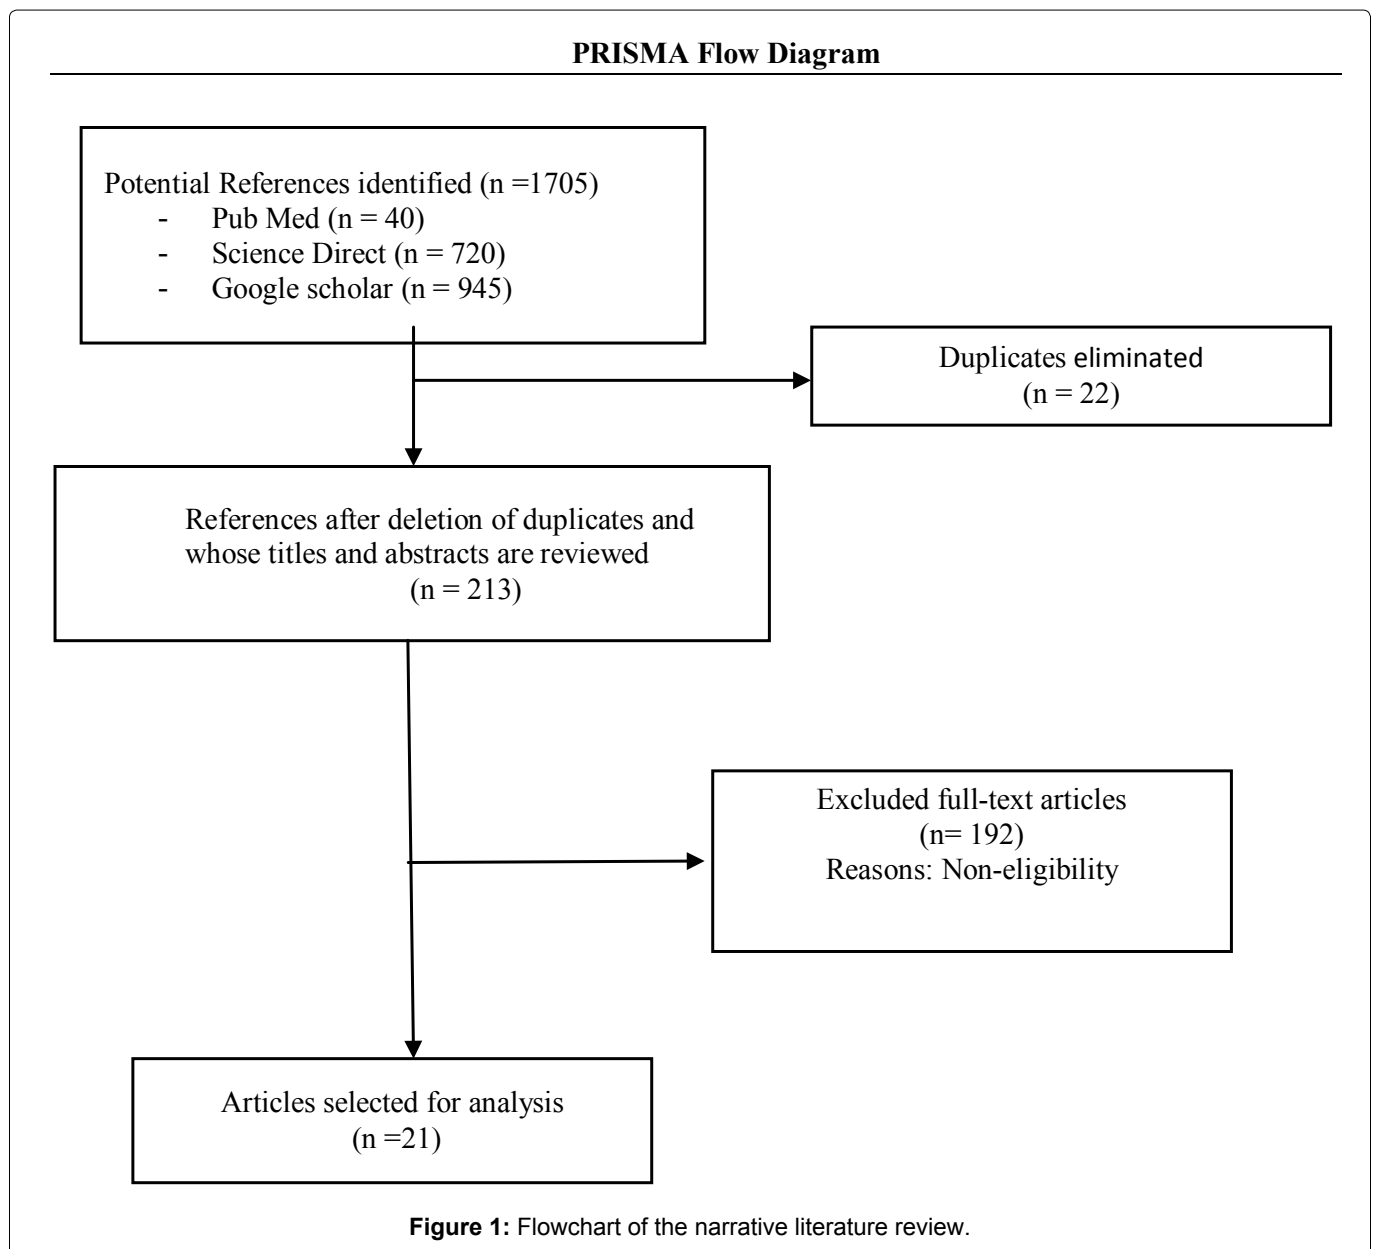 PRISMA Flow Diagram
Potential References identified (n =1705)
- Pub Med (n = 40)
- Science Direct (n = 720)
- Google scholar (n = 945)
Duplicates eliminated
(n = 22)
References after deletion of duplicates and
whose titles and abstracts are reviewed
(n = 213)
Excluded full-text articles
(n= 192)
Reasons: Non-eligibility
Articles selected for analysis
(n =21)
Figure 1: Flowchart of the narrative literature review.